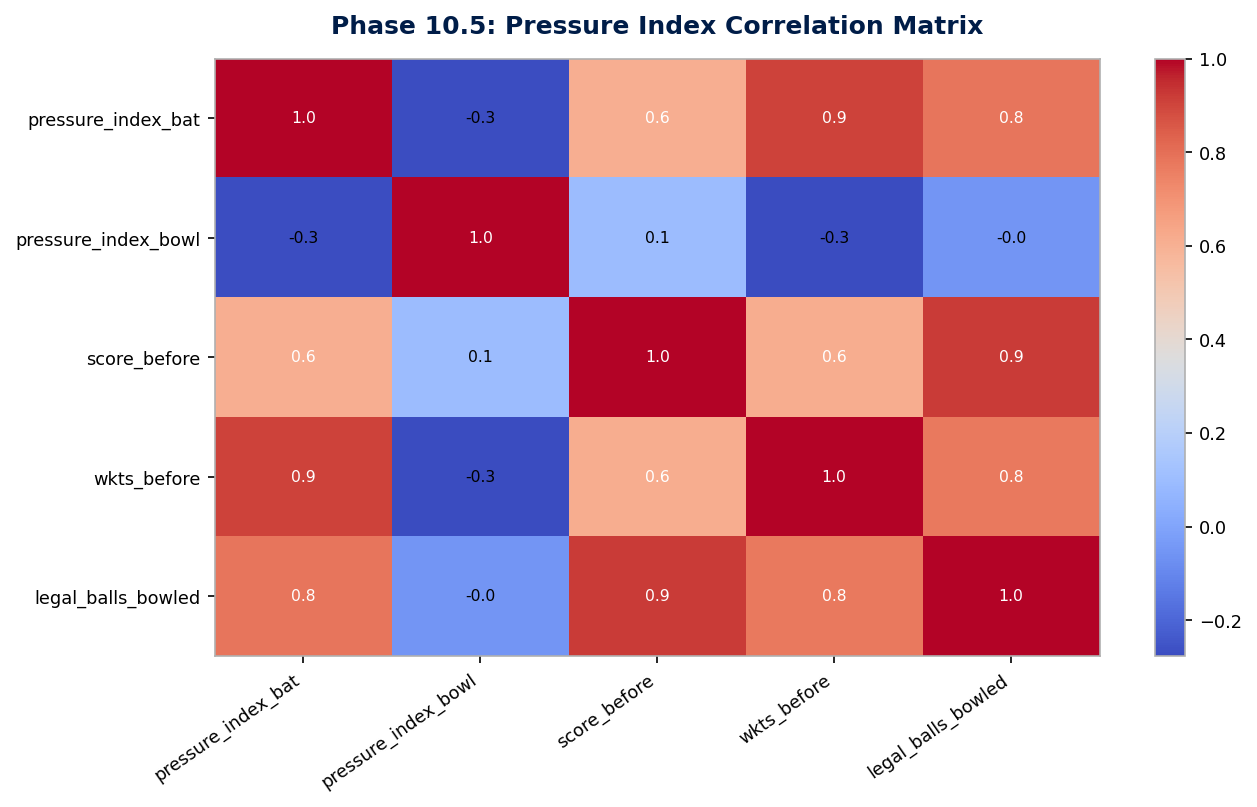 Phase 10.5: Pressure Index Correlation Matrix
pressure_index_bat 1.0 -0.3 0.6 0.9 0.8
pressure_index_bowl -0.3 1.0 0.1 -0.3 -0.0
score_before 0.6 0.1 1.0 0.6 0.9
wkts_before 0.9 -0.3 0.6 1.0 0.8
legal_balls_bowled 0.8 -0.0 0.9 0.8 1.0
pressure_index_bat
pressure_index_bowl
score_before
wkts_before
legal_balls_bowled
1.0
0.8
0.6
0.4
0.2
0.0
−0.2